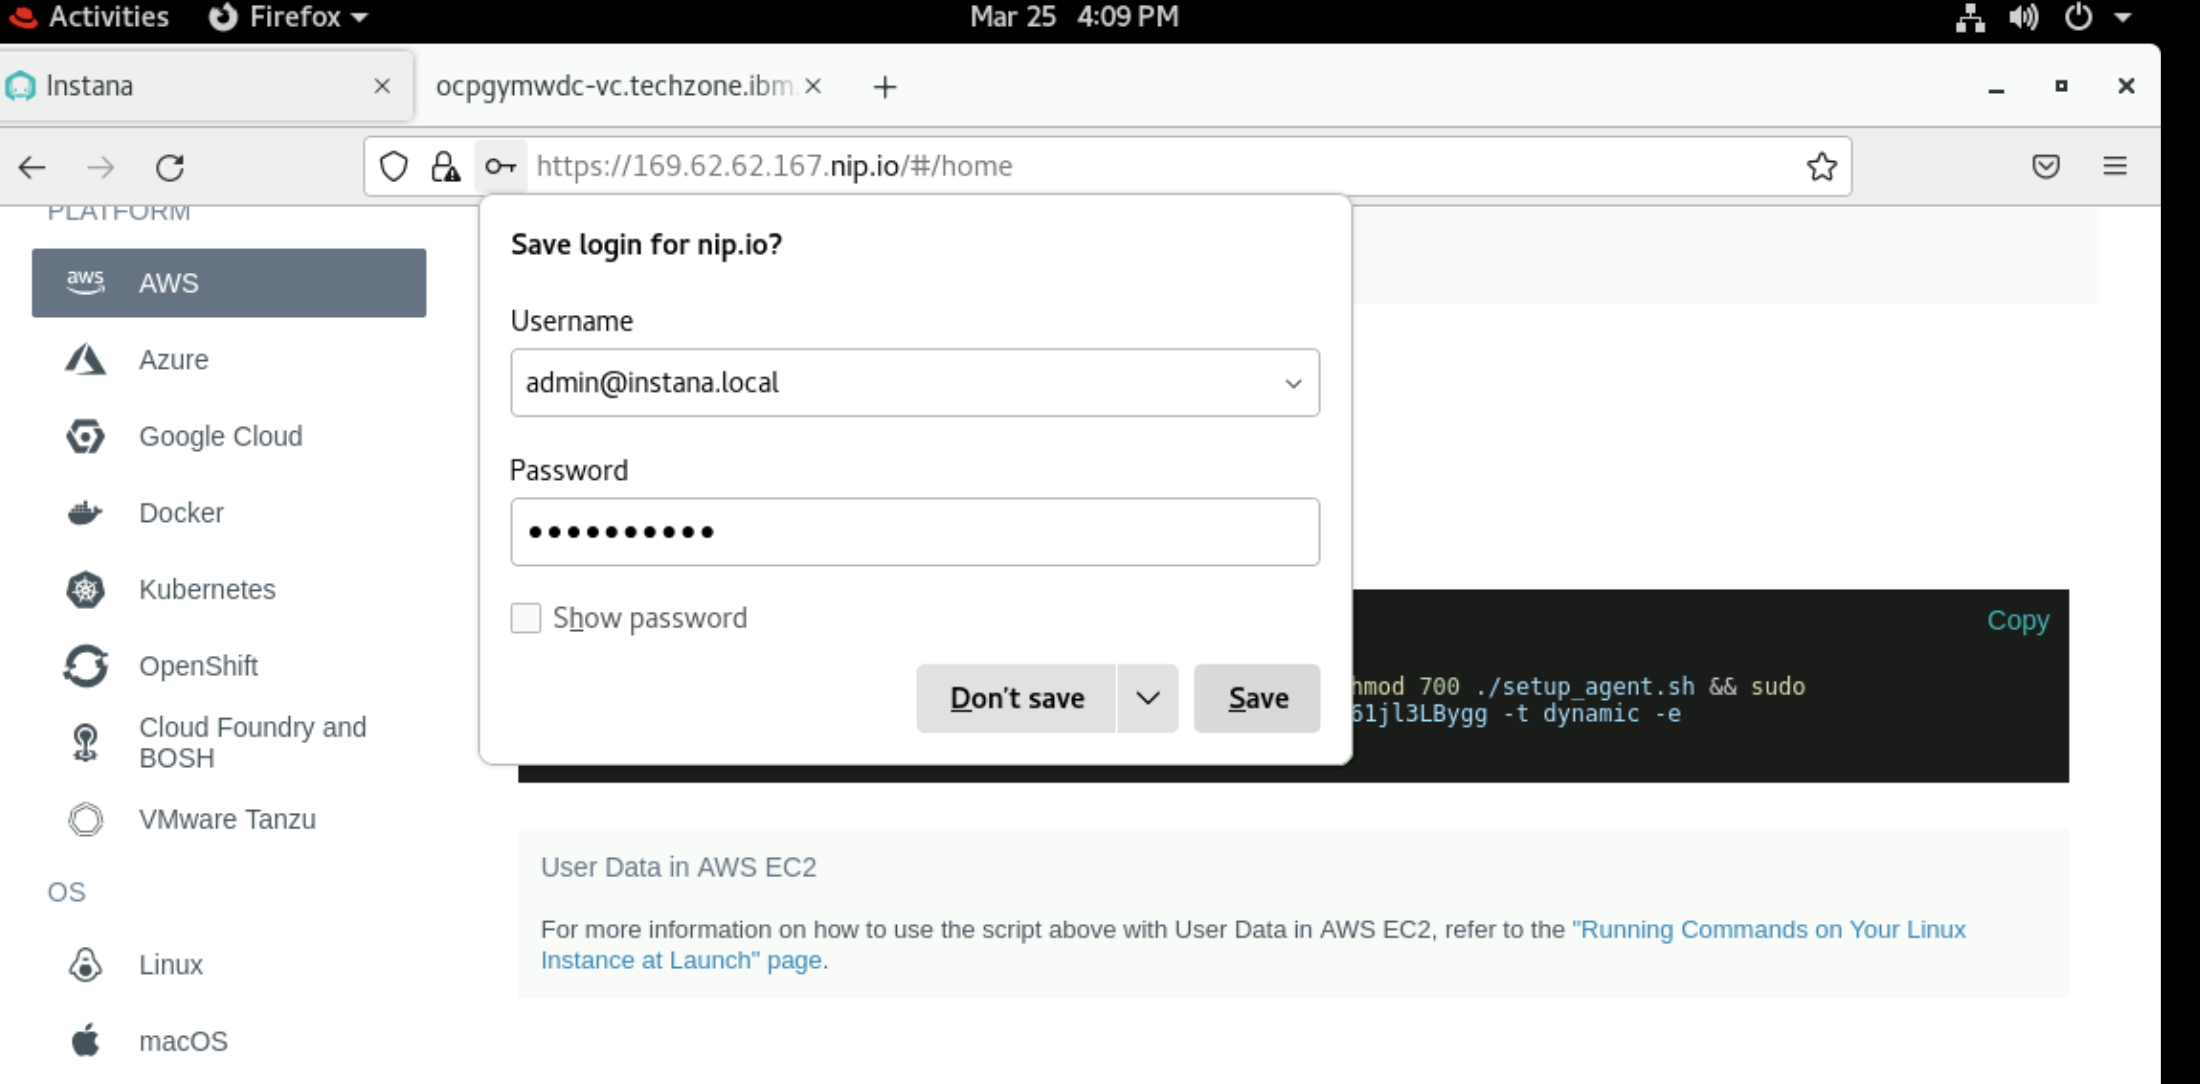 Activities Firefox Mar 25 4:09 PM
Instana ocpgymwdc-vc.techzone.ibm.
https://169.62.62.167.nip.io/#/home
PLATFORM
aws AWS
Azure
Google Cloud
Docker
Kubernetes
OpenShift
Cloud Foundry and
BOSH
VMware Tanzu
OS
Linux
macOS
Save login for nip.io?
Username
admin@instana.local
Password
Show password
Don't save
Save
Copy
hmod 700 ./setup_agent.sh && sudo
61jl3LBygg -t dynamic -e
User Data in AWS EC2
For more information on how to use the script above with User Data in AWS EC2, refer to the "Running Commands on Your Linux
Instance at Launch" page.